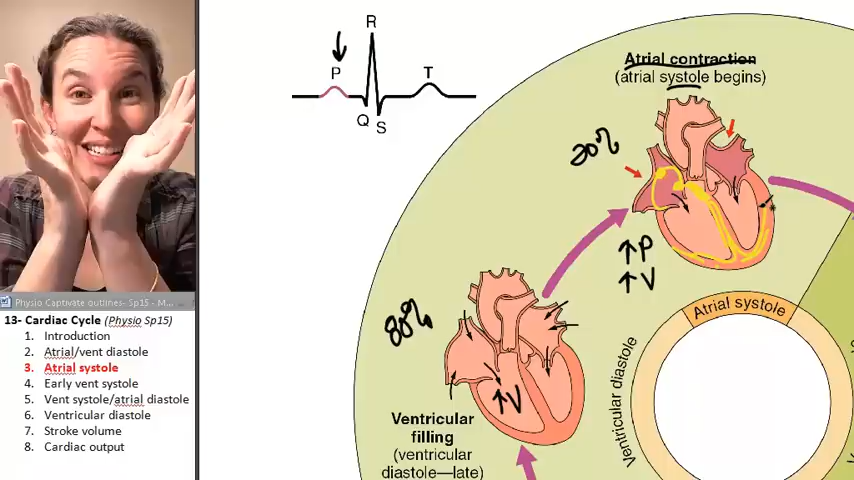 R
P
T
Q
S
Atrial contraction
(atrial systole begins)
20%
↑P
↑V
88%
↑V
Atrial systole
Ventricular diastole
Ventricular
filling
(ventricular
diastole—late)
Physio Captivate outlines- Sp15 - M...
13- Cardiac Cycle (Physio Sp15)
1. Introduction
2. Atrial/vent diastole
3. Atrial systole
4. Early vent systole
5. Vent systole/atrial diastole
6. Ventricular diastole
7. Stroke volume
8. Cardiac output